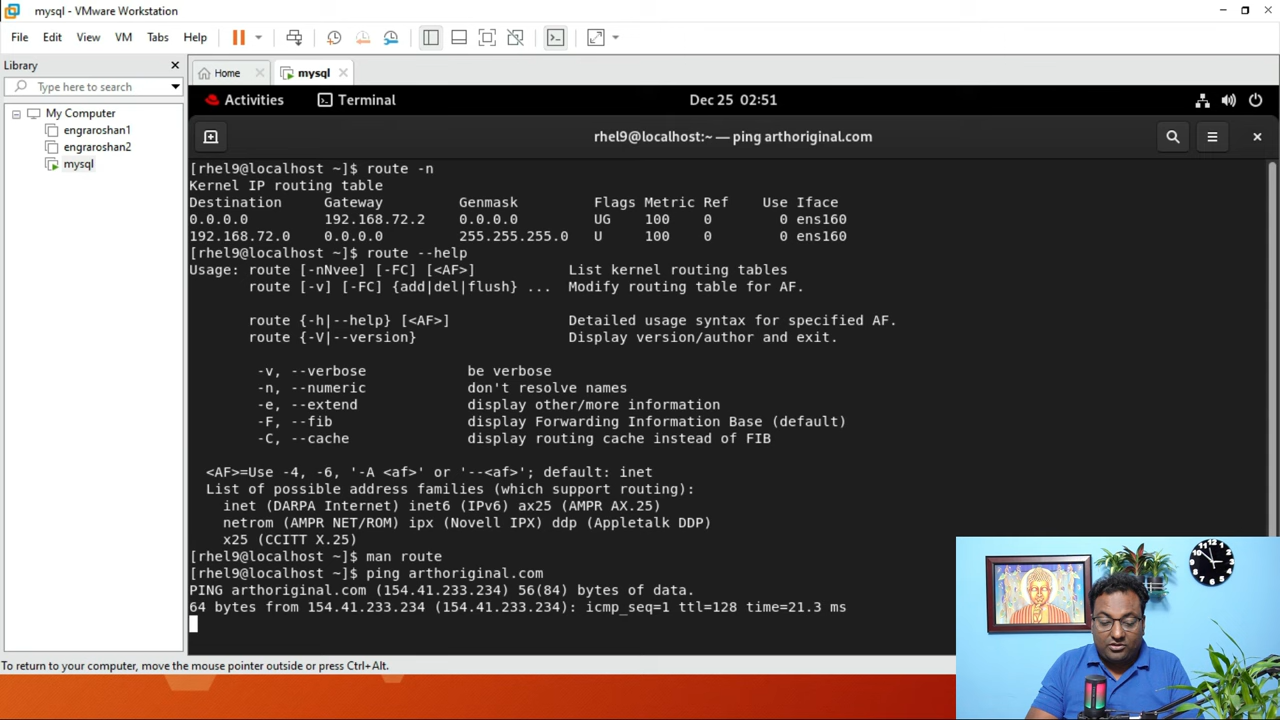 mysql - VMware Workstation
File Edit View VM Tabs Help
Library
Type here to search
My Computer
engraroshan1
engraroshan2
mysql
Home
mysql
Activities
Terminal
Dec 25 02:51
rhel9@localhost:~ — ping arthoriginal.com
[rhel9@localhost ~]$ route -n
Kernel IP routing table
Destination Gateway Genmask Flags Metric Ref Use Iface
0.0.0.0 192.168.72.2 0.0.0.0 UG 100 0 0 ens160
192.168.72.0 0.0.0.0 255.255.255.0 U 100 0 0 ens160
[rhel9@localhost ~]$ route --help
Usage: route [-nNvee] [-FC] [<AF>] List kernel routing tables
route [-v] [-FC] {add|del|flush} ... Modify routing table for AF.
route {-h|--help} [<AF>] Detailed usage syntax for specified AF.
route {-V|--version} Display version/author and exit.
-v, --verbose be verbose
-n, --numeric don't resolve names
-e, --extend display other/more information
-F, --fib display Forwarding Information Base (default)
-C, --cache display routing cache instead of FIB
<AF>=Use -4, -6, '-A <af>' or '--<af>'; default: inet
List of possible address families (which support routing):
inet (DARPA Internet) inet6 (IPv6) ax25 (AMPR AX.25)
netrom (AMPR NET/ROM) ipx (Novell IPX) ddp (Appletalk DDP)
x25 (CCITT X.25)
[rhel9@localhost ~]$ man route
[rhel9@localhost ~]$ ping arthoriginal.com
PING arthoriginal.com (154.41.233.234) 56(84) bytes of data.
64 bytes from 154.41.233.234 (154.41.233.234): icmp_seq=1 ttl=128 time=21.3 ms
To return to your computer, move the mouse pointer outside or press Ctrl+Alt.